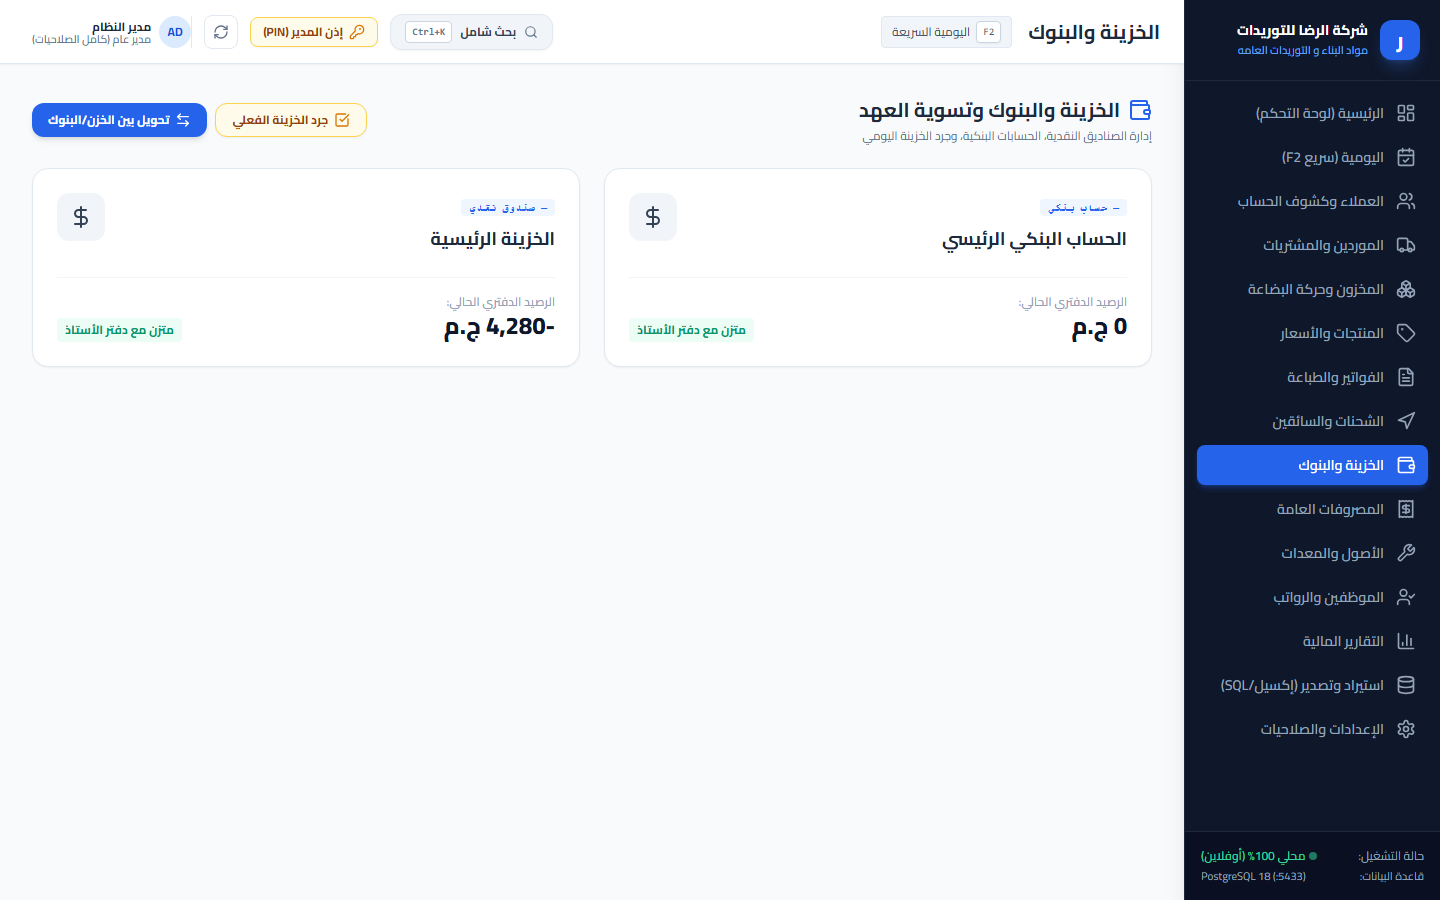 ر
شركة الرضا للتوريدات
مواد البناء و التوريدات العامه
الرئيسية (لوحة التحكم)
اليومية (سريع F2)
العملاء وكشوف الحساب
الموردين والمشتريات
المخزون وحركة البضاعة
المنتجات والأسعار
الفواتير والطباعة
الشحنات والسائقين
الخزينة والبنوك
المصروفات العامة
الأصول والمعدات
الموظفين والرواتب
التقارير المالية
استيراد وتصدير (إكسيل/SQL)
الإعدادات والصلاحيات
حالة التشغيل: محلي 100% (أوفلاين)
قاعدة البيانات: PostgreSQL 18 (:5433)
الخزينة والبنوك
F2 اليومية السريعة
بحث شامل Ctrl+K
إذن المدير (PIN)
AD
مدير النظام
مدير عام (كامل الصلاحيات)
الخزينة والبنوك وتسوية العهد
إدارة الصناديق النقدية، الحسابات البنكية، وجرد الخزينة اليومي
جرد الخزينة الفعلي
تحويل بين الخزن/البنوك
— حساب بنكي
الحساب البنكي الرئيسي
الرصيد الدفتري الحالي:
0 ج.م
متزن مع دفتر الأستاذ
— صندوق نقدي
الخزينة الرئيسية
الرصيد الدفتري الحالي:
-4,280 ج.م
متزن مع دفتر الأستاذ